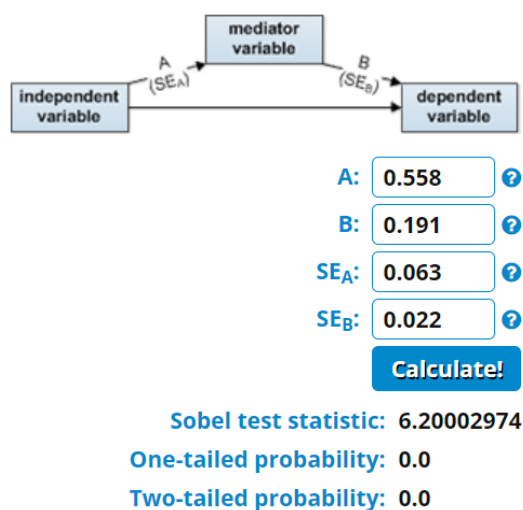 mediator
variable
A
(SEA)
B
(SEB)
independent
variable
dependent
variable
A: 0.558 ?
B: 0.191 ?
SEA: 0.063 ?
SEB: 0.022 ?
Calculate!
Sobel test statistic: 6.20002974
One-tailed probability: 0.0
Two-tailed probability: 0.0